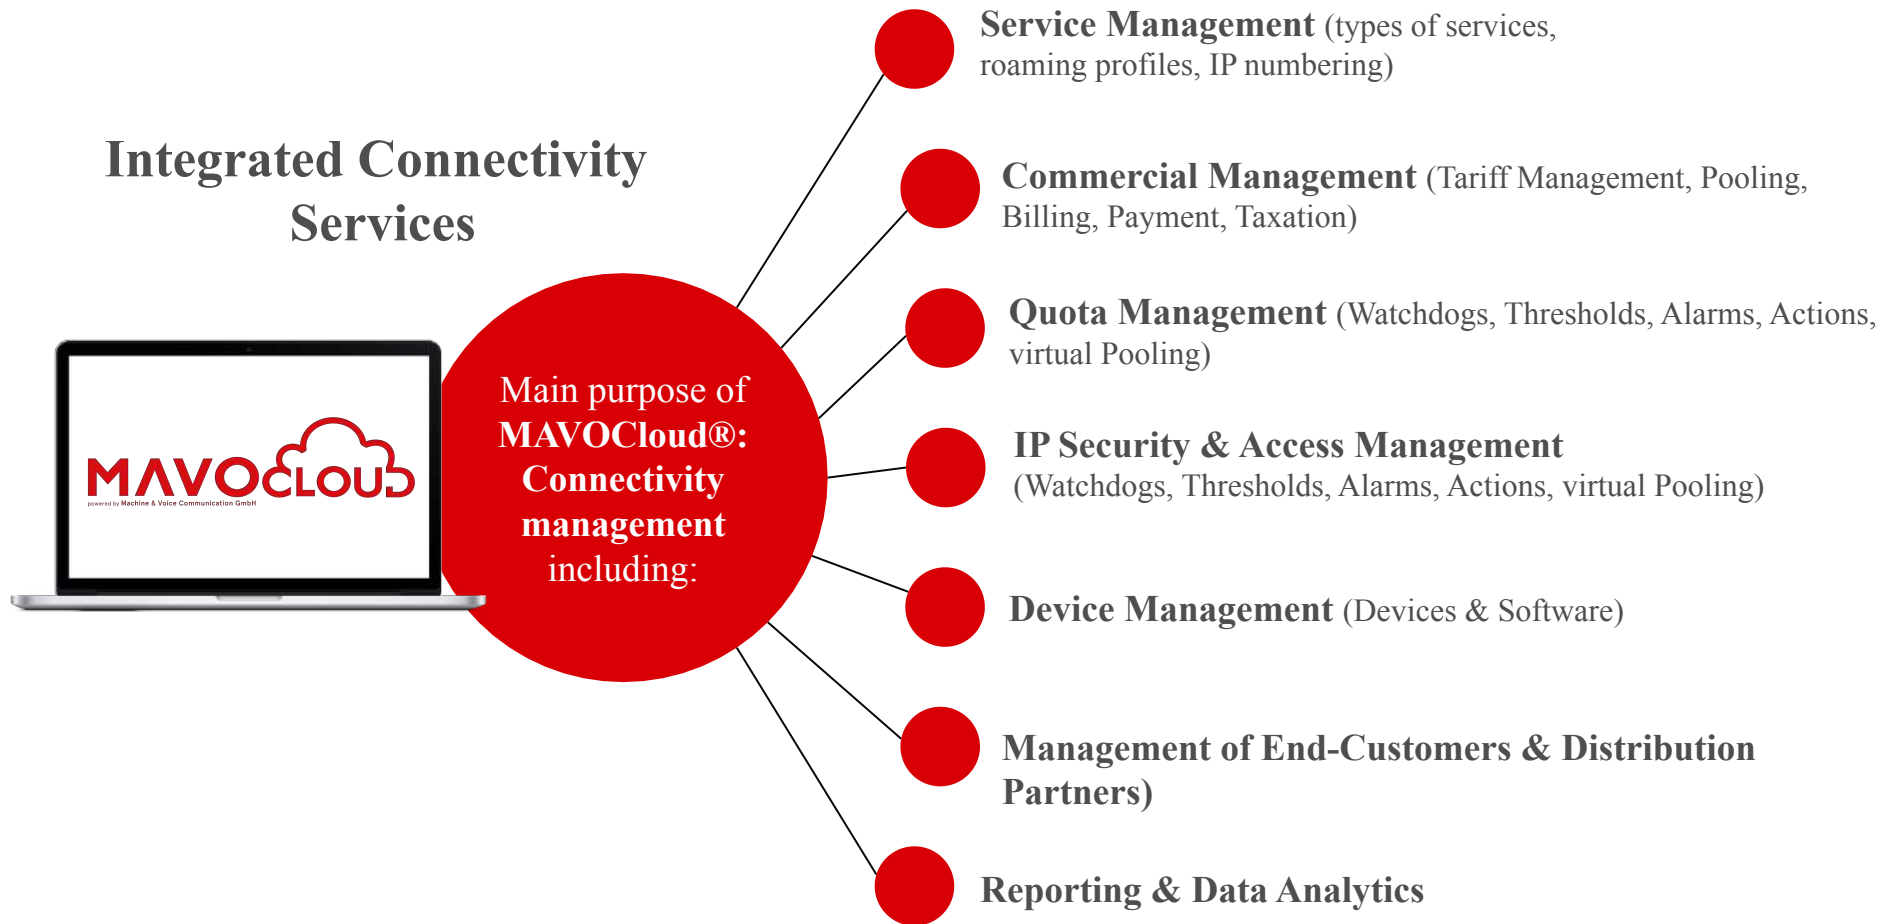 Integrated Connectivity
Services
MAVOCLOUD
powered by Machine & Voice Communication GmbH
Main purpose of
MAVOCloud®:
Connectivity
management
including:
Service Management (types of services,
roaming profiles, IP numbering)
Commercial Management (Tariff Management, Pooling,
Billing, Payment, Taxation)
Quota Management (Watchdogs, Thresholds, Alarms, Actions,
virtual Pooling)
IP Security & Access Management
(Watchdogs, Thresholds, Alarms, Actions, virtual Pooling)
Device Management (Devices & Software)
Management of End-Customers & Distribution
Partners)
Reporting & Data Analytics